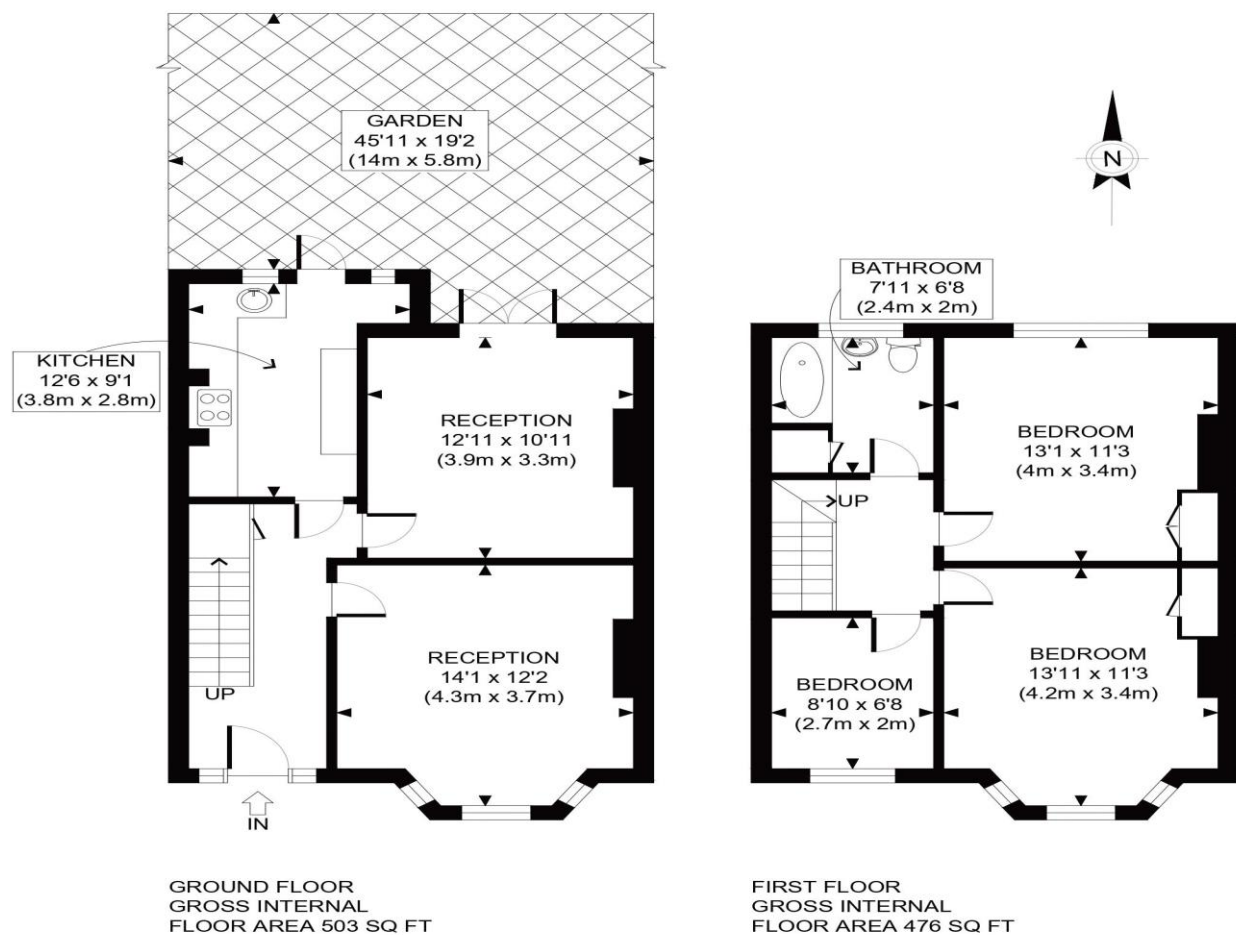 GARDEN
45'11 x 19'2
(14m x 5.8m)
N
KITCHEN
12'6 x 9'1
(3.8m x 2.8m)
RECEPTION
12'11 x 10'11
(3.9m x 3.3m)
UP
RECEPTION
14'1 x 12'2
(4.3m x 3.7m)
IN
GROUND FLOOR
GROSS INTERNAL
FLOOR AREA 503 SQ FT
BATHROOM
7'11 x 6'8
(2.4m x 2m)
BEDROOM
13'1 x 11'3
(4m x 3.4m)
UP
BEDROOM
8'10 x 6'8
(2.7m x 2m)
BEDROOM
13'11 x 11'3
(4.2m x 3.4m)
FIRST FLOOR
GROSS INTERNAL
FLOOR AREA 476 SQ FT